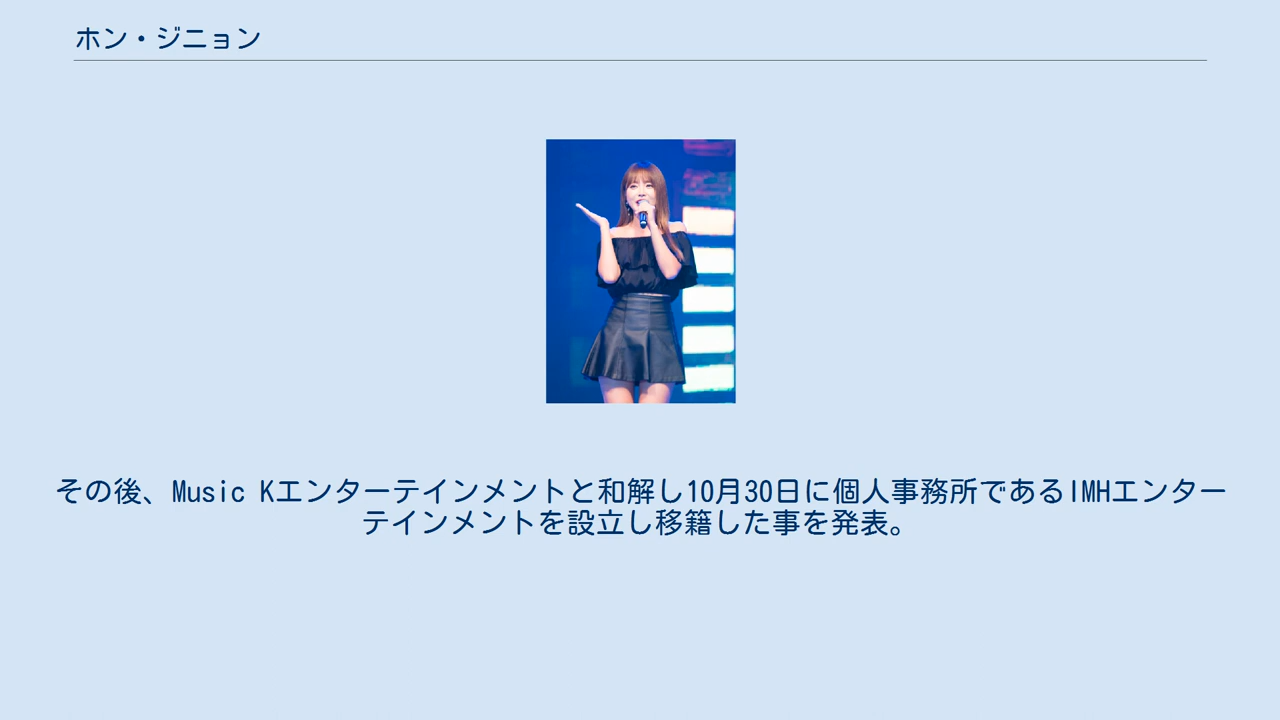 ホン・ジニョン
その後、Music Kエンターテインメントと和解し10月30日に個人事務所であるIMHエンター
テインメントを設立し移籍した事を発表。